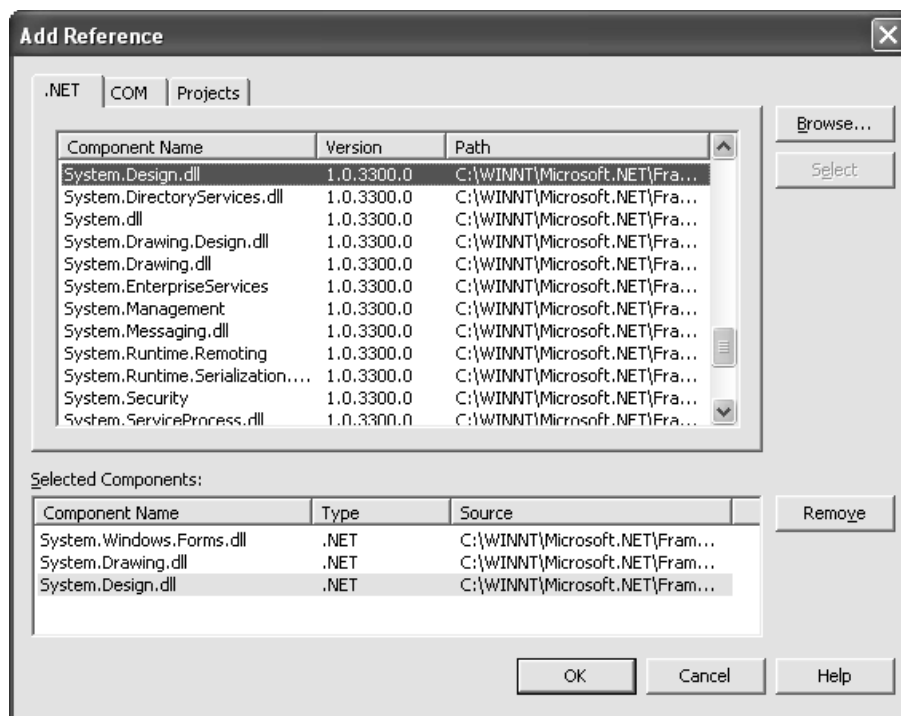 Add Reference
.NET COM Projects
Browse...
Select
Component Name Version Path
System.Design.dll 1.0.3300.0 C:\WINNT\Microsoft.NET\Fra...
System.DirectoryServices.dll 1.0.3300.0 C:\WINNT\Microsoft.NET\Fra...
System.dll 1.0.3300.0 C:\WINNT\Microsoft.NET\Fra...
System.Drawing.Design.dll 1.0.3300.0 C:\WINNT\Microsoft.NET\Fra...
System.Drawing.dll 1.0.3300.0 C:\WINNT\Microsoft.NET\Fra...
System.EnterpriseServices 1.0.3300.0 C:\WINNT\Microsoft.NET\Fra...
System.Management 1.0.3300.0 C:\WINNT\Microsoft.NET\Fra...
System.Messaging.dll 1.0.3300.0 C:\WINNT\Microsoft.NET\Fra...
System.Runtime.Remoting 1.0.3300.0 C:\WINNT\Microsoft.NET\Fra...
System.Runtime.Serialization.... 1.0.3300.0 C:\WINNT\Microsoft.NET\Fra...
System.Security 1.0.3300.0 C:\WINNT\Microsoft.NET\Fra...
System.ServiceProcess.dll 1.0.3300.0 C:\WINNT\Microsoft.NET\Fra...
Selected Components:
Component Name Type Source
Remove
System.Windows.Forms.dll .NET C:\WINNT\Microsoft.NET\Fram...
System.Drawing.dll .NET C:\WINNT\Microsoft.NET\Fram...
System.Design.dll .NET C:\WINNT\Microsoft.NET\Fram...
OK Cancel Help